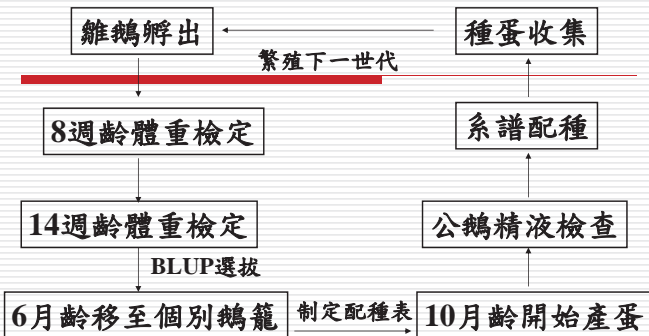 雛鵝孵出
種蛋收集
繁殖下一世代
8週齡體重檢定
系譜配種
14週齡體重檢定
公鵝精液檢查
BLUP選拔
6月齡移至個別鵝籠
制定配種表
10月齡開始產蛋